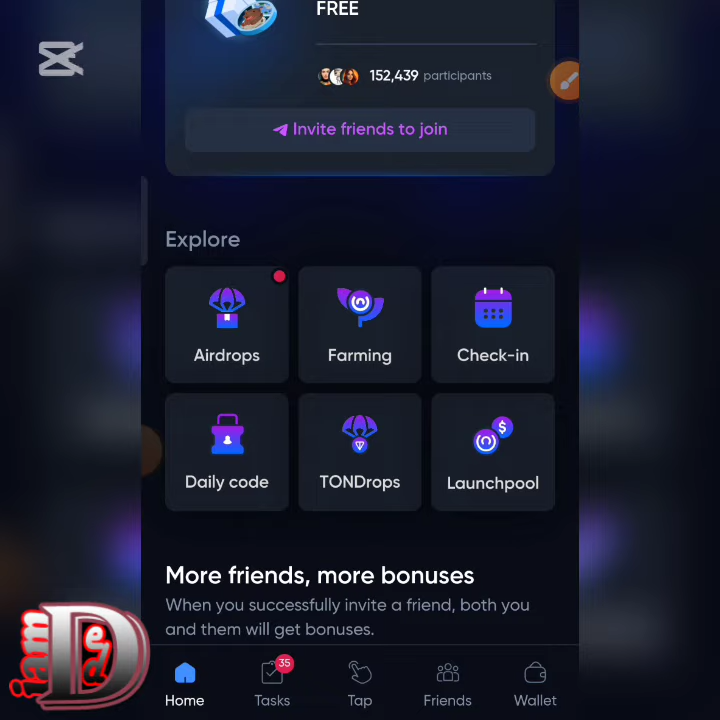 FREE
152,439 participants
Invite friends to join
Explore
Airdrops
Farming
Check-in
Daily code
TONDrops
Launchpool
$
More friends, more bonuses
When you successfully invite a friend, both you
and them will get bonuses.
35
Home
Tasks
Tap
Friends
Wallet
D